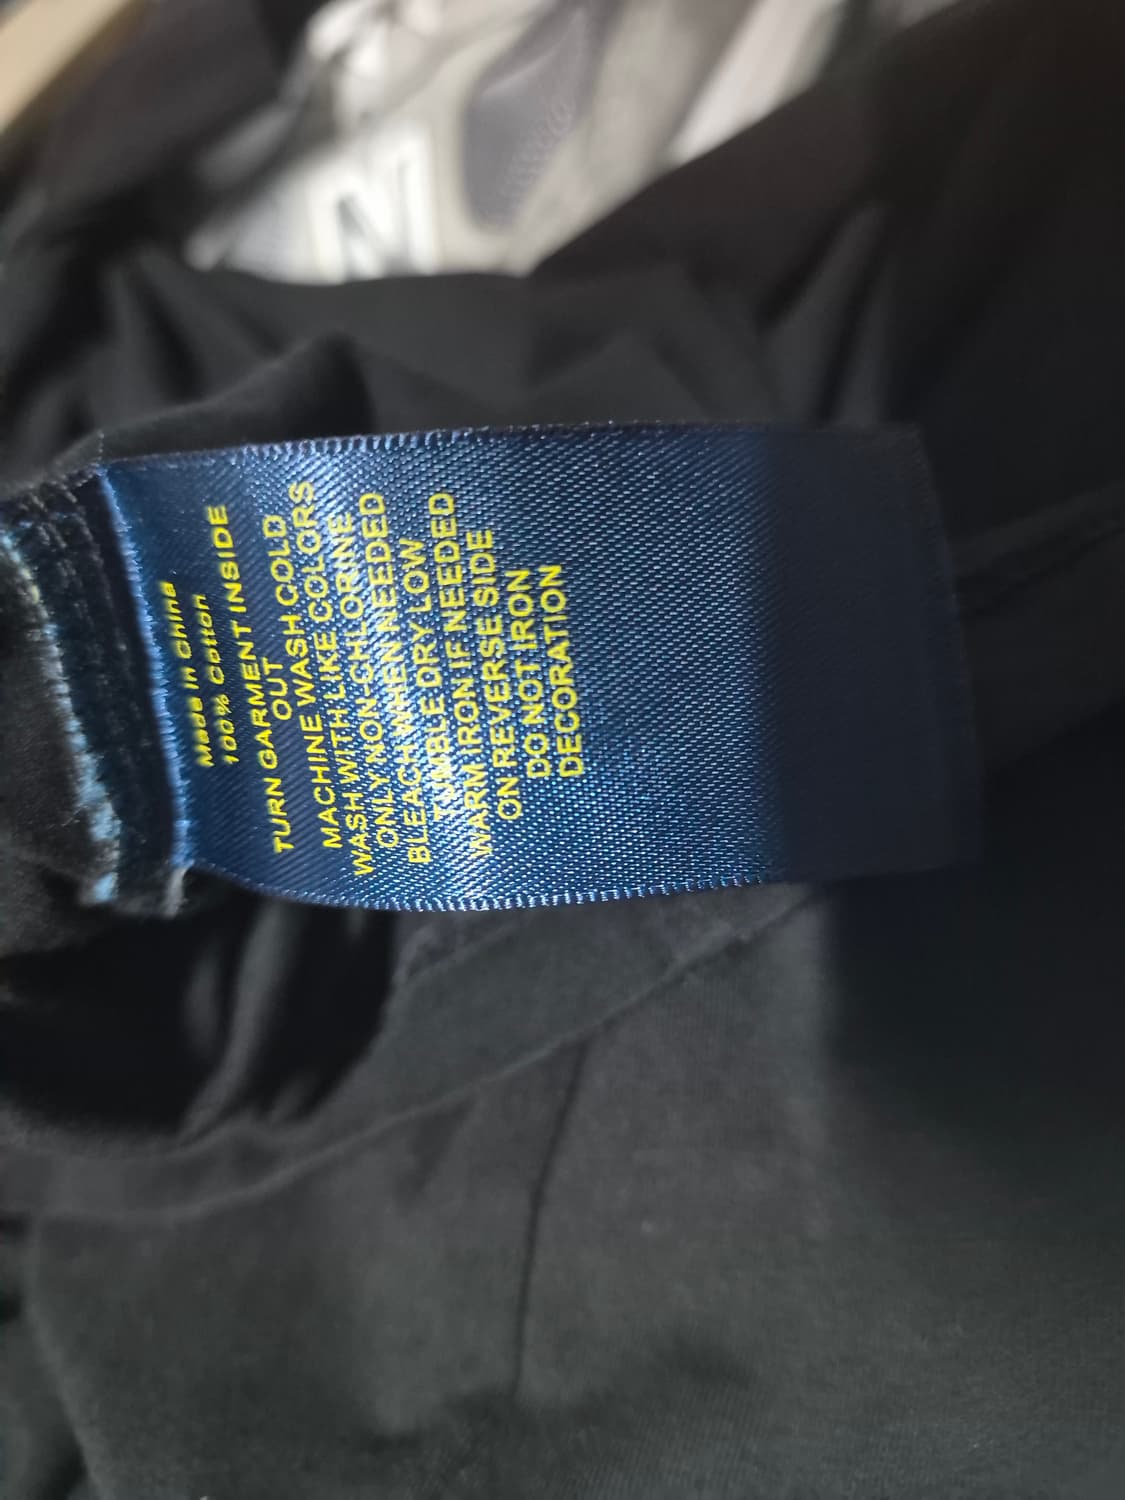 Made in China
100% Cotton
TURN GARMENT INSIDE
OUT
MACHINE WASH COLD
WASH WITH LIKE COLORS
ONLY NON-CHLORNE
BLEACH WHEN NEEDED
TUMBLE DRY LOW
WARM IRON IF NEEDED
ON REVERSE SIDE
DO NOT IRON
DECORATION
N